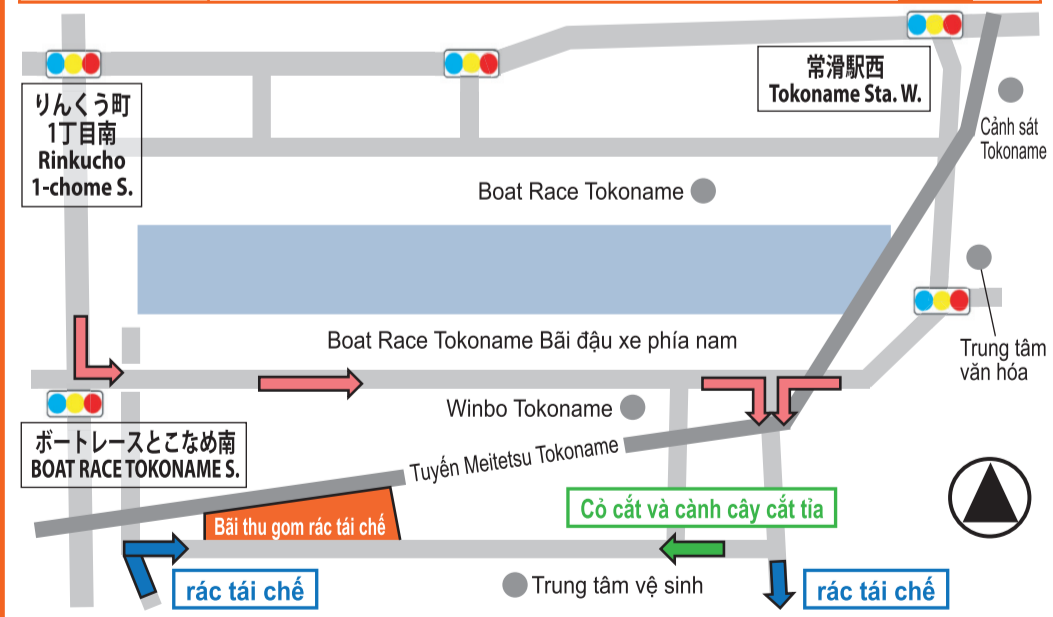 常滑駅西
Tokoname Sta. W.
りんくう町
1丁目南
Rinkucho
1-chome S.
Cảnh sát
Tokoname
Boat Race Tokoname
Boat Race Tokoname Bãi đậu xe phía nam
Trung tâm
văn hóa
Winbo Tokoname
ボートレースとこなめ南
BOAT RACE TOKONAME S.
Tuyến Meitetsu Tokoname
Bãi thu gom rác tái chế
Cỏ cắt và cành cây cắt tỉa
rác tái chế
Trung tâm vệ sinh
rác tái chế